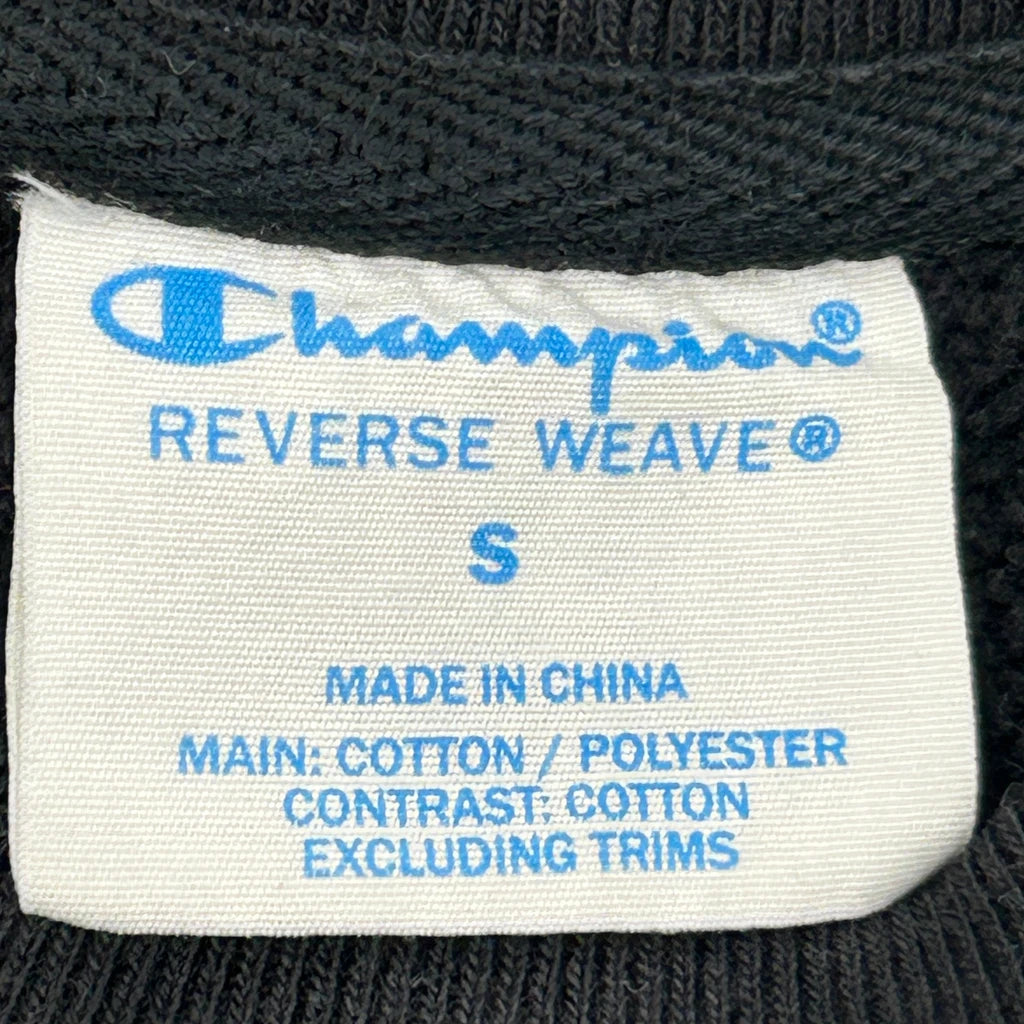 Champion®
REVERSE WEAVE®
S
MADE IN CHINA
MAIN: COTTON / POLYESTER
CONTRAST: COTTON
EXCLUDING TRIMS